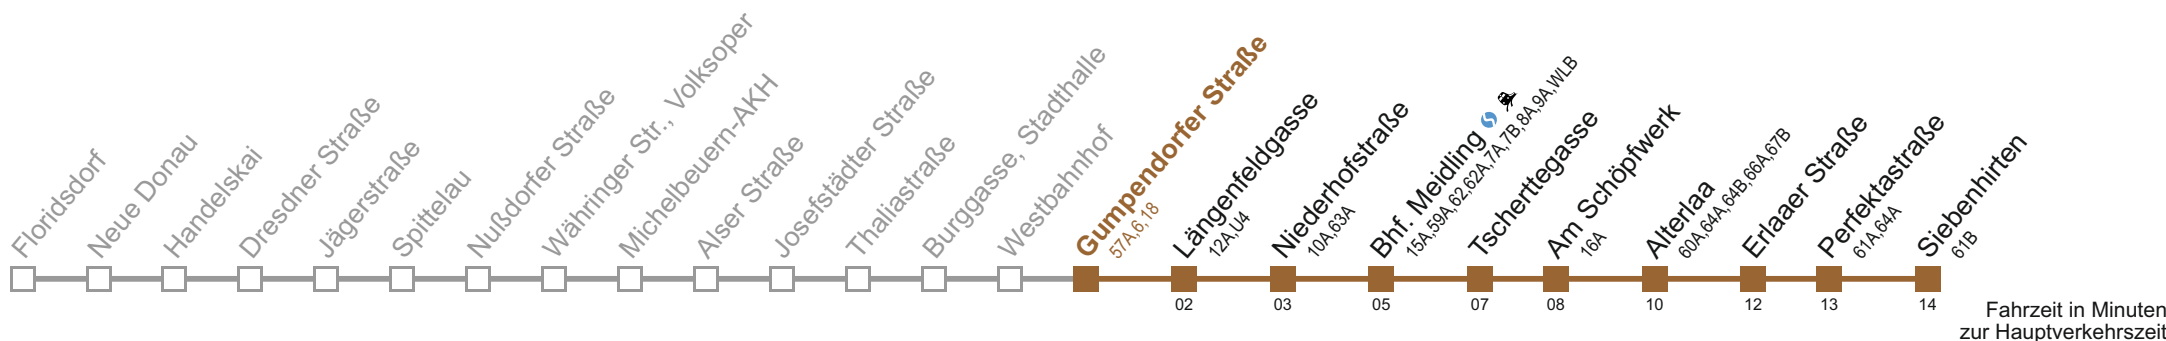 Floridsdorf
Neue Donau
Handelskai
Dresdner Straße
Jägerstraße
Spittelau
Nußdorfer Straße
Währinger Str., Volksoper
Michelbeuern-AKH
Alser Straße
Josefstädter Straße
Thaliastraße
Burggasse, Stadthalle
Westbahnhof
Gumpendorfer Straße
57A,6,18
Längenfeldgasse
12A,U4
Niederhofstraße
10A,63A
Bhf. Meidling
15A,59A,62,62A,7A,7B,8A,9A,WLB
Tscherttegasse
Am Schöpfwerk
16A
Alterlaa
60A,64A,64B,66A,67B
Erlaaer Straße
Perfektastraße
61A,64A
Siebenhirten
61B
02
03
05
07
08
10
12
13
14
Fahrzeit in Minuten
zur Hauptverkehrszeit